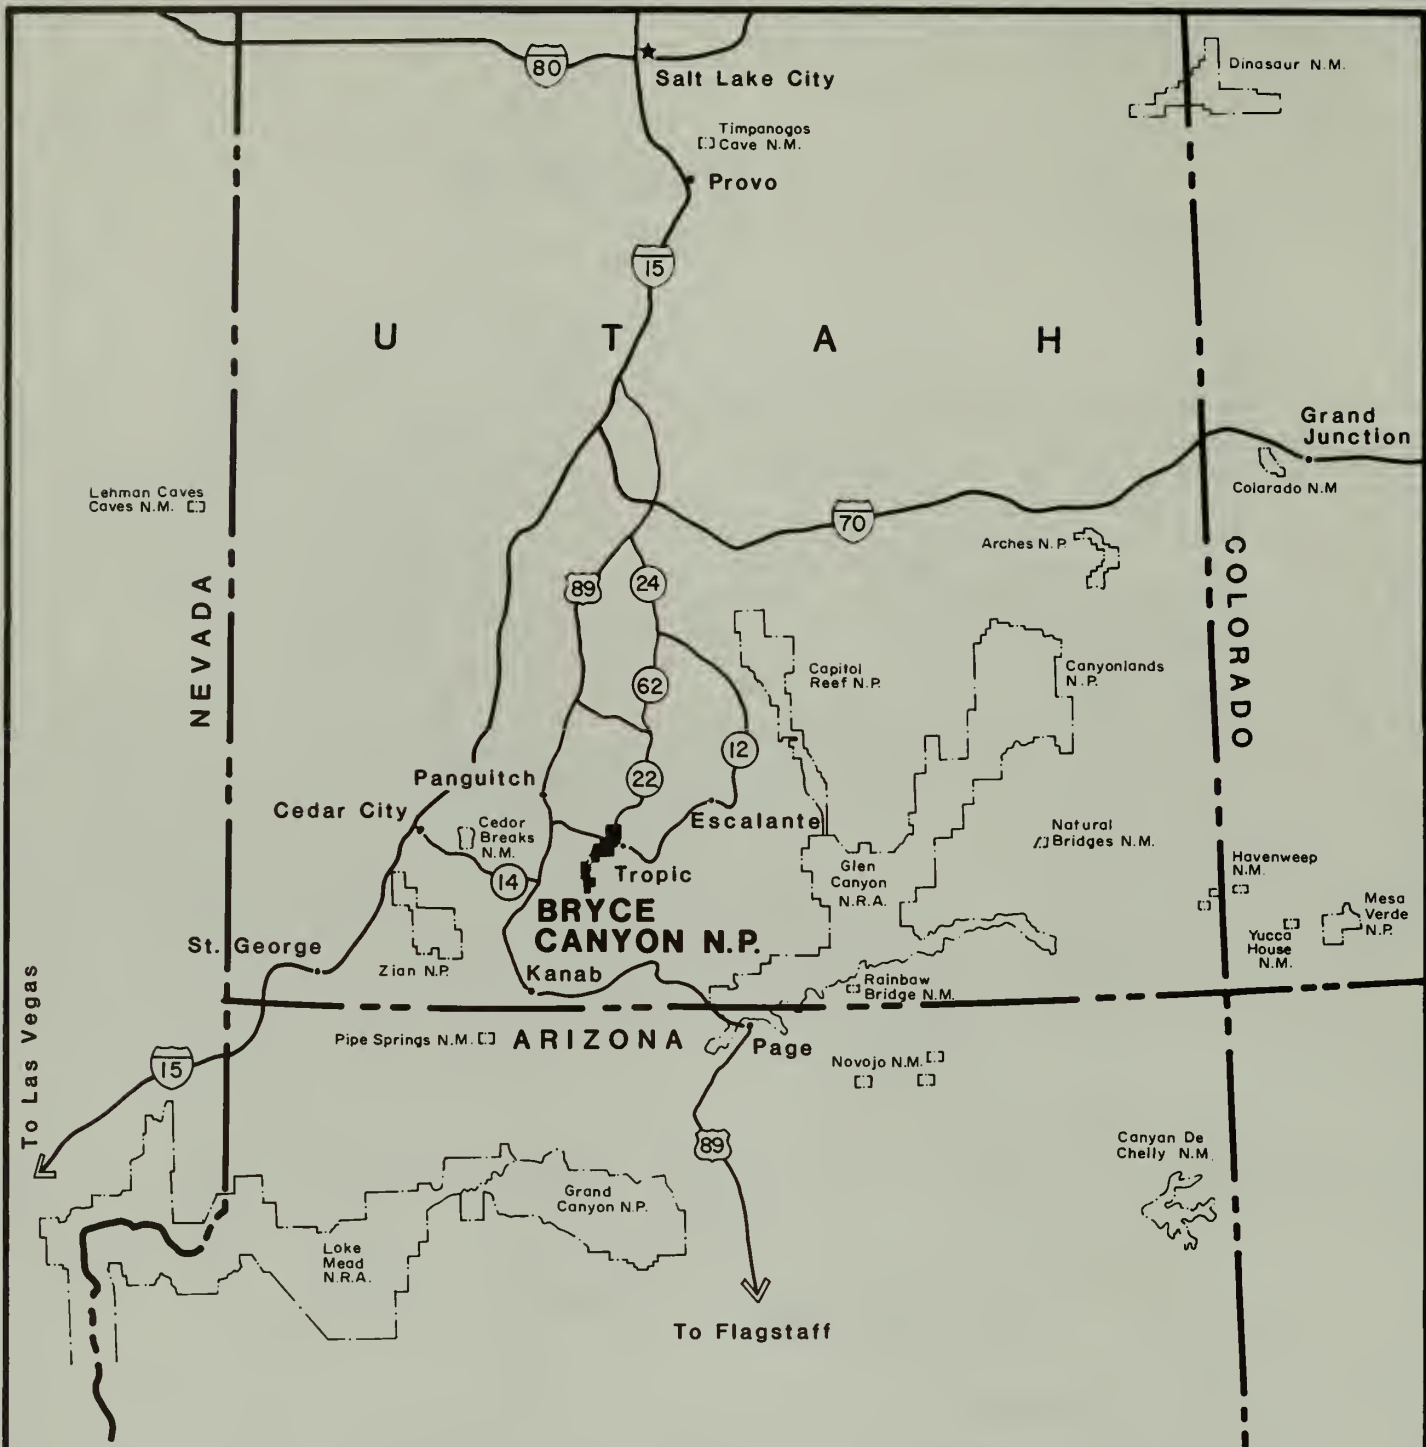 80
Salt Lake City
Dinasaur N.M.
Timpanogos
Cave N.M.
Provo
15
U T A H
Grand
Junction
Colarado N.M
Lehman Caves
Caves N.M.
70
Arches N.P.
COLORADO
NEVADA
89
24
Capitol
Reef N.P.
Canyonlands
N.P.
62
12
22
Panguitch
Cedar City
Cedor
Breaks
N.M.
Escalante
Natural
Bridges N.M.
Glen
Canyon
N.R.A.
Tropic
14
Havenweep
N.M.
Mesa
Verde
N.P.
BRYCE
CANYON N.P.
Yucca
House
N.M.
St. George
Zian N.P.
Kanab
Rainbaw
Bridge N.M.
To Las Vegas
Pipe Springs N.M.
ARIZONA
Page
Novojo N.M.
15
89
Canyan De
Chelly N.M.
Grand
Canyon N.P.
Loke
Mead
N.R.A.
To Flagstaff